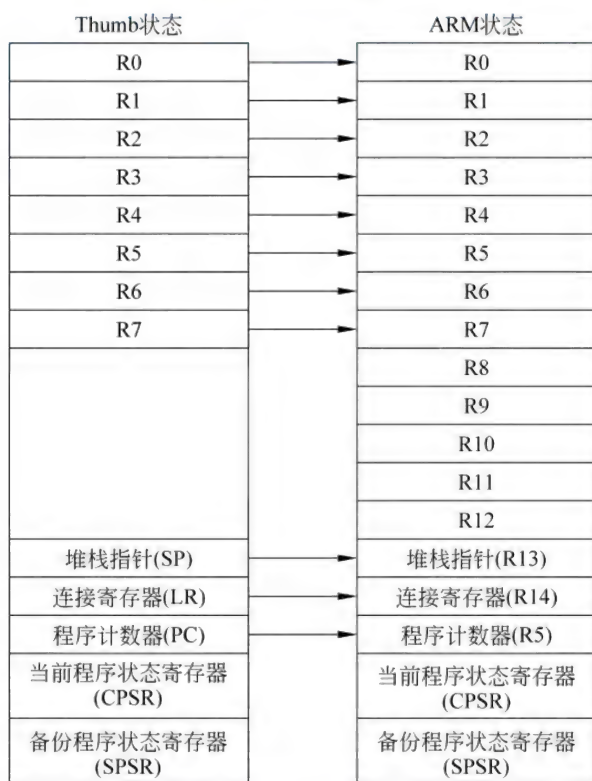 Thumb状态 ARM状态
R0 R0
R1 R1
R2 R2
R3 R3
R4 R4
R5 R5
R6 R6
R7 R7
R8
R9
R10
R11
R12
堆栈指针(SP) 堆栈指针(R13)
连接寄存器(LR) 连接寄存器(R14)
程序计数器(PC) 程序计数器(R5)
当前程序状态寄存器 当前程序状态寄存器
(CPSR) (CPSR)
备份程序状态寄存器 备份程序状态寄存器
(SPSR) (SPSR)